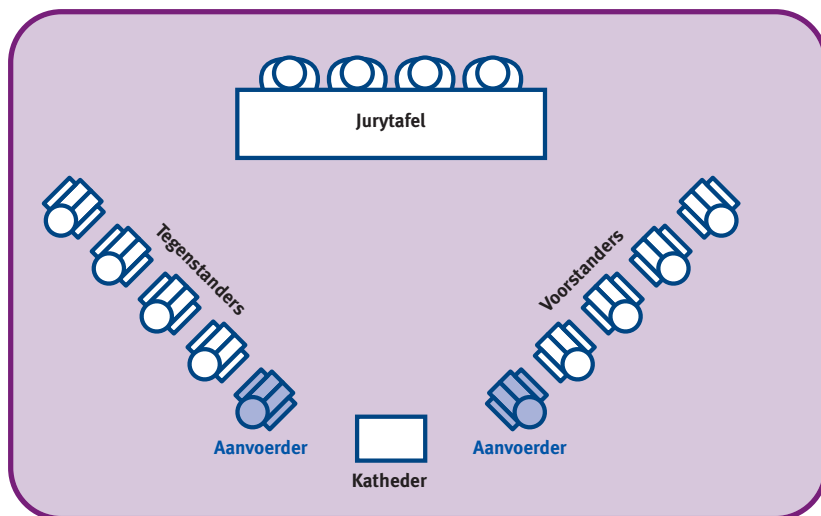 Jurytafel
Tegenstanders
Voorstanders
Aanvoerder
Aanvoerder
Katheder